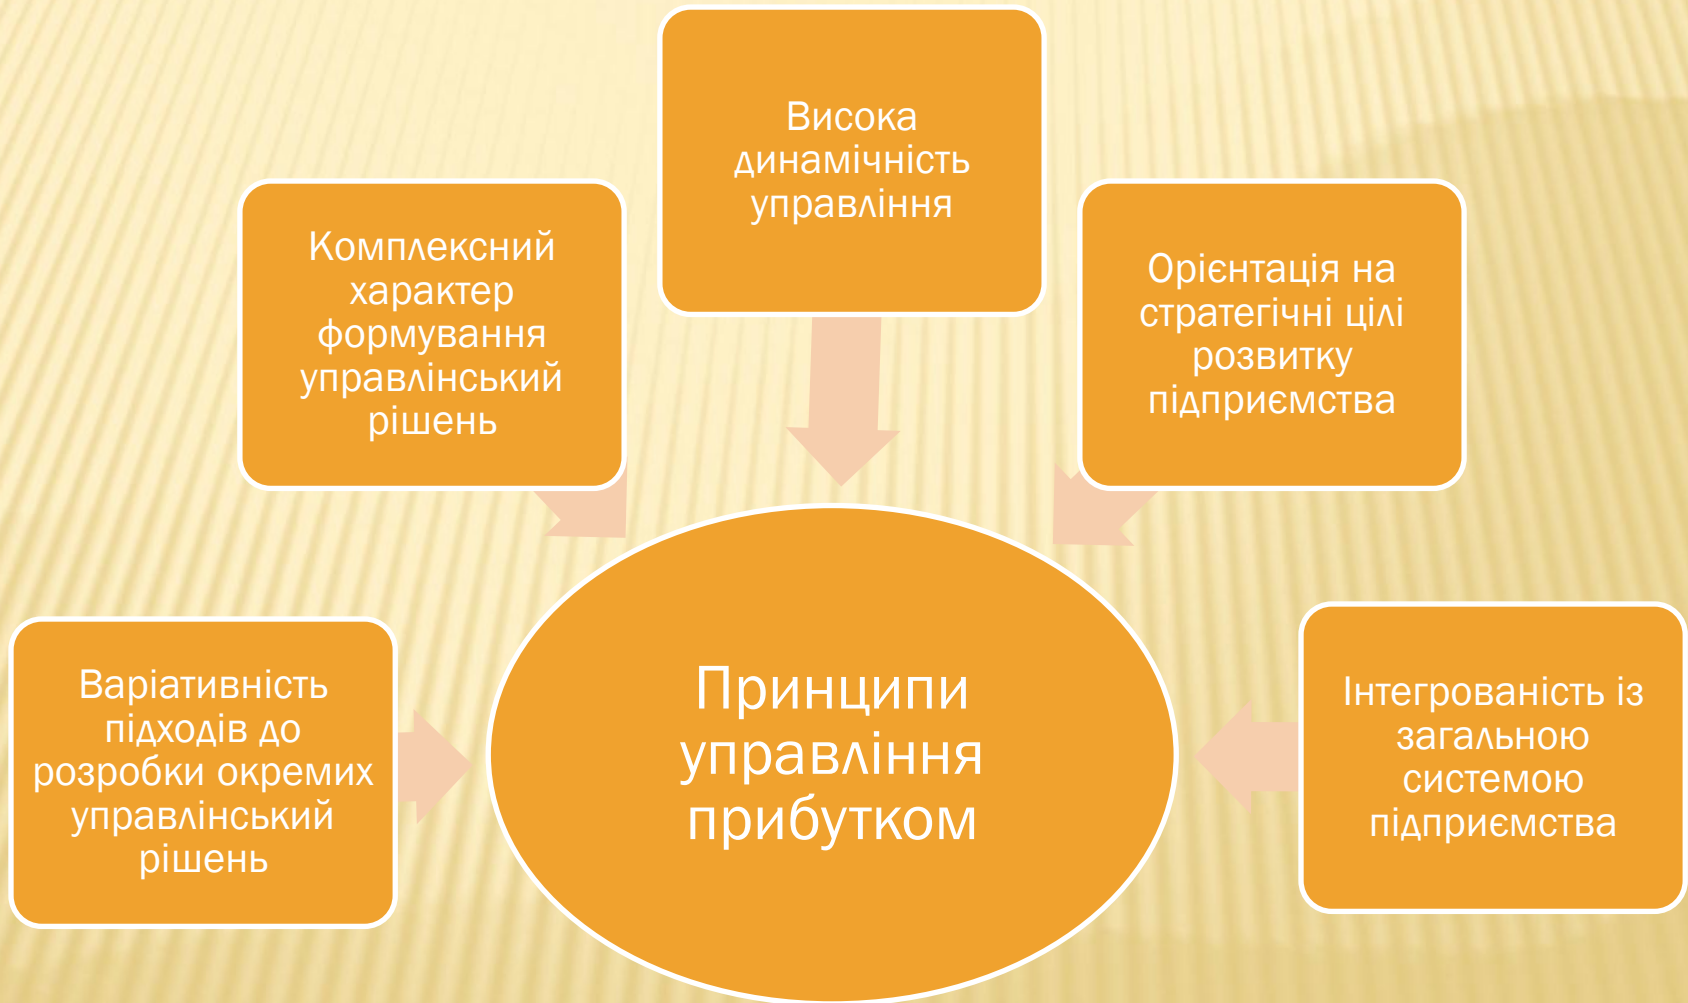 Висока
динамічність
управління
Комплексний
характер
формування
управлінський
рішень
Орієнтація на
стратегічні цілі
розвитку
підприємства
Варіативність
підходів до
розробки окремих
управлінський
рішень
Принципи
управління
прибутком
Інтегрованість із
загальною
системою
підприємства